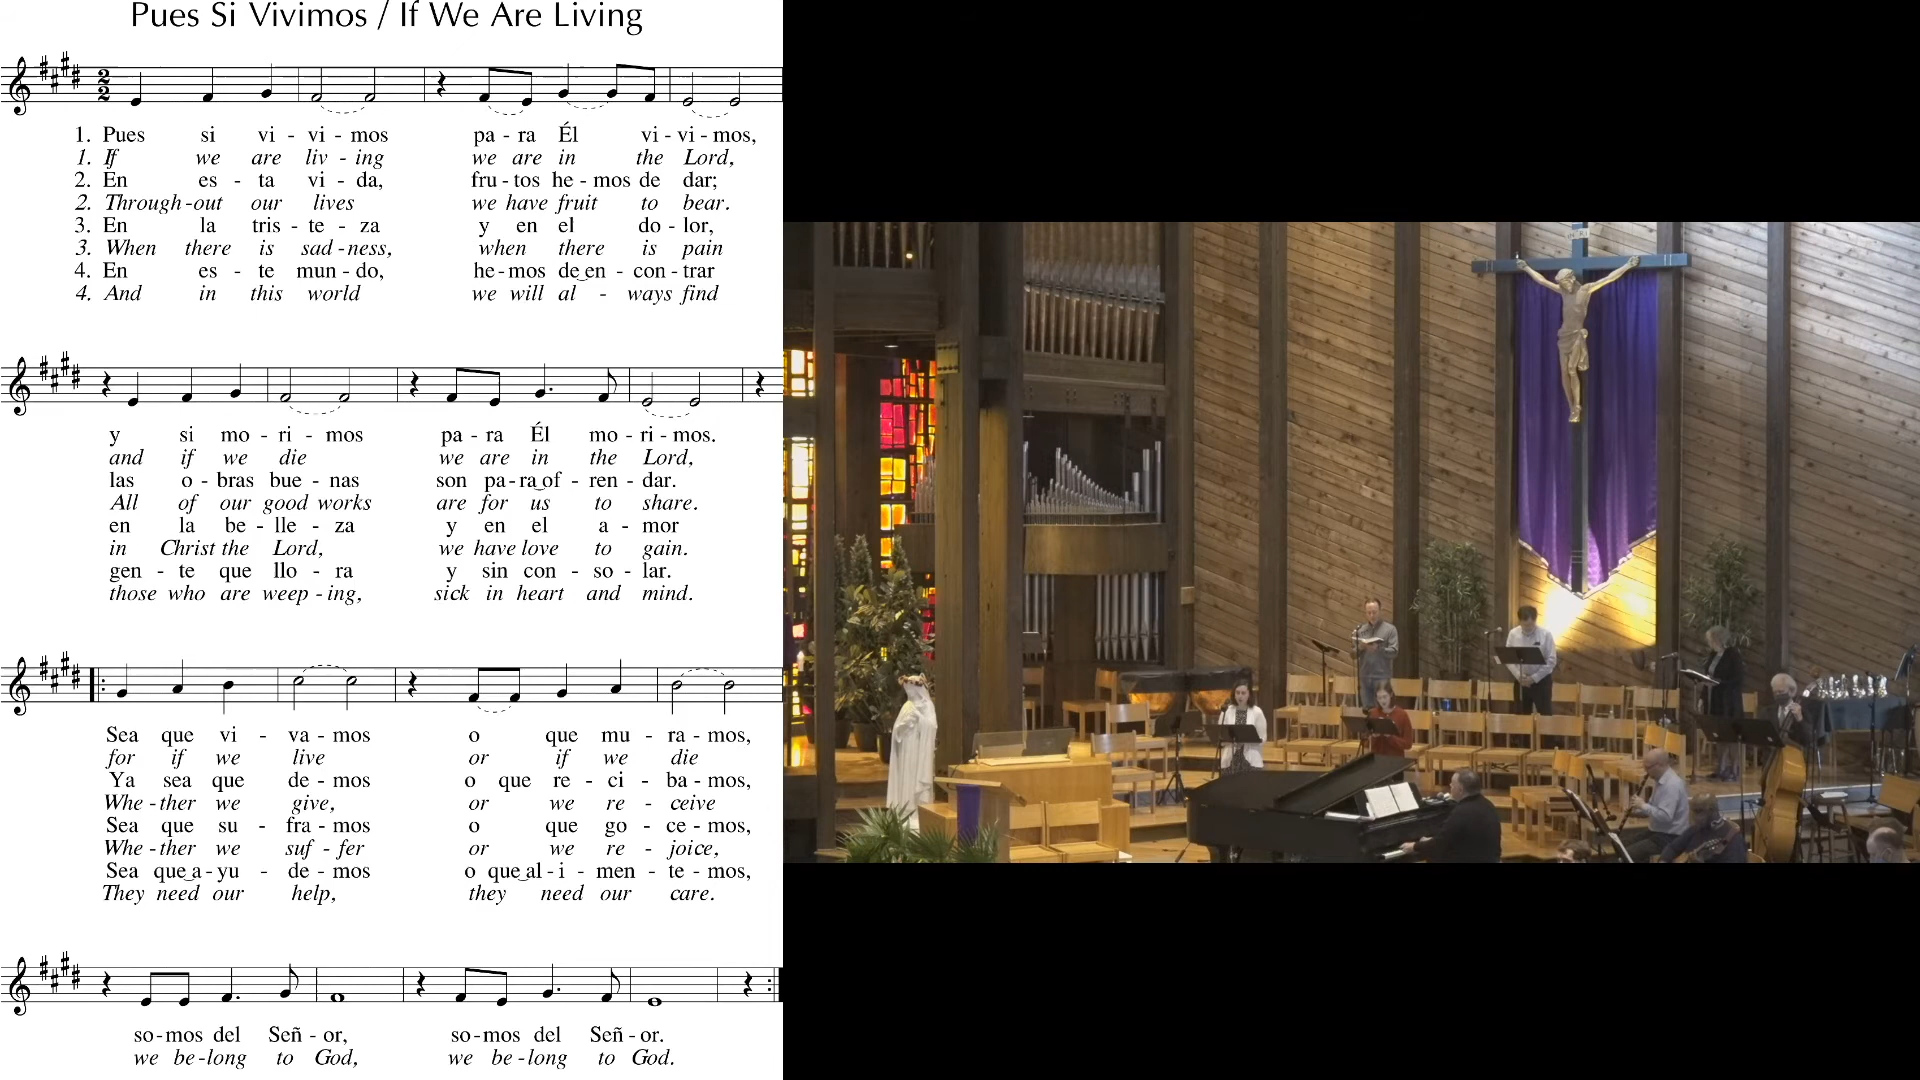 Pues Si Vivimos / If We Are Living
1. Pues si vi - vi - mos pa - ra Él vi - vi - mos,
1. If we are liv - ing we are in the Lord,
2. En es - ta vi - da, fru - tos he - mos de dar;
2. Through - out our lives we have fruit to bear.
3. En la tris - te - za y en el do - lor,
3. When there is sad - ness, when there is pain
4. En es - te mun - do, he - mos de en - con - trar
4. And in this world we will al - ways find
y si mo - ri - mos pa - ra Él mo - ri - mos.
and if we die we are in the Lord,
las o - bras bue - nas son pa - ra of - ren - dar.
All of our good works are for us to share.
en la be - lle - za y en el a - mor
in Christ the Lord, we have love to gain.
gen - te que llo - ra y sin con - so - lar.
those who are weep - ing, sick in heart and mind.
Sea que vi - va - mos o que mu - ra - mos,
for if we live or if we die
Ya sea que de - mos o que re - ci - ba - mos,
Whe - ther we give, or we re - ceive
Sea que su - fra - mos o que go - ce - mos,
Whe - ther we suf - fer or we re - joice,
Sea que a - yu - de - mos o que al - i - men - te - mos,
They need our help, they need our care.
so - mos del Señ - or, so - mos del Señ - or.
we be - long to God, we be - long to God.